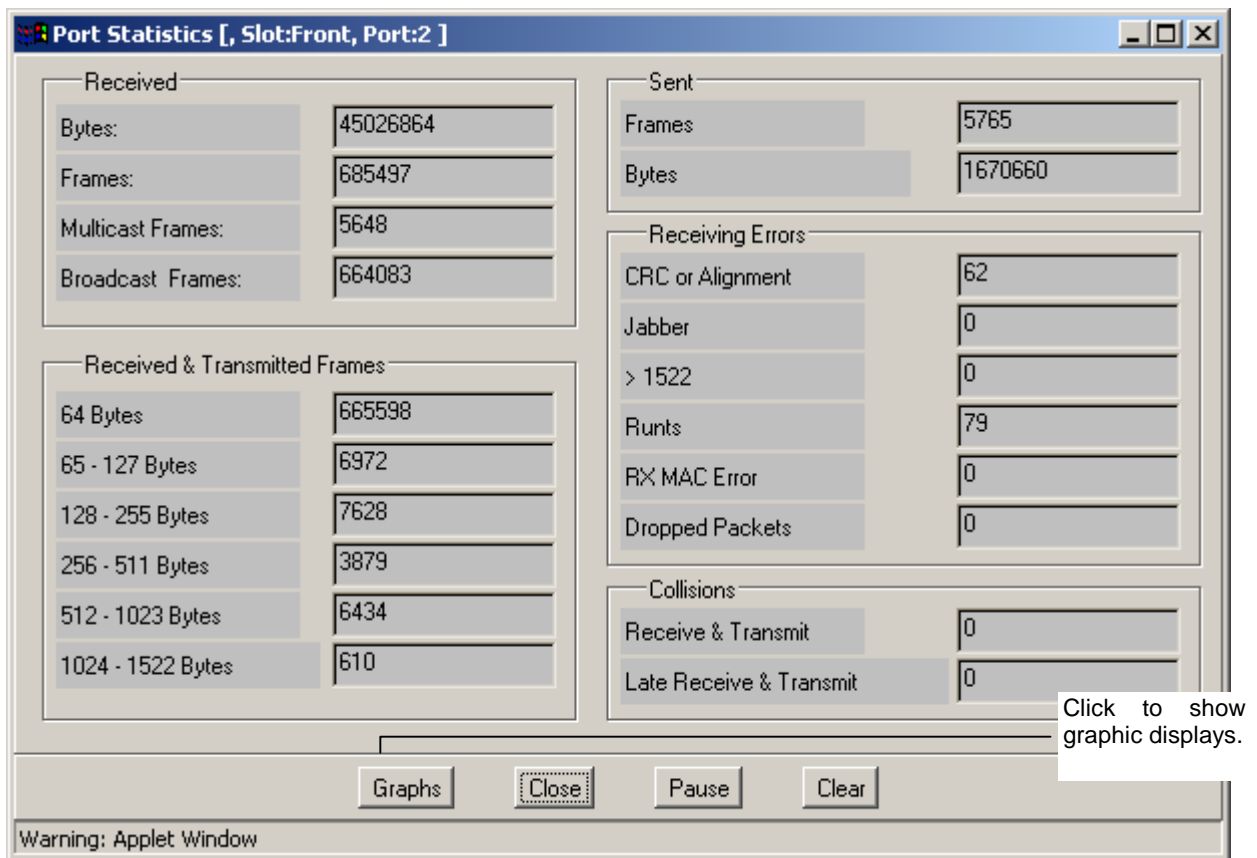 Port Statistics [, Slot:Front, Port:2 ]
Received
Bytes: 45026864
Frames: 685497
Multicast Frames: 5648
Broadcast  Frames: 664083
Received & Transmitted Frames
64 Bytes 665598
65 - 127 Bytes 6972
128 - 255 Bytes 7628
256 - 511 Bytes 3879
512 - 1023 Bytes 6434
1024 - 1522 Bytes 610
Sent
Frames 5765
Bytes 1670660
Receiving Errors
CRC or Alignment 62
Jabber 0
> 1522 0
Runts 79
RX MAC Error 0
Dropped Packets 0
Collisions
Receive & Transmit 0
Late Receive & Transmit 0
Click to show
graphic displays.
Graphs Close Pause Clear
Warning: Applet Window